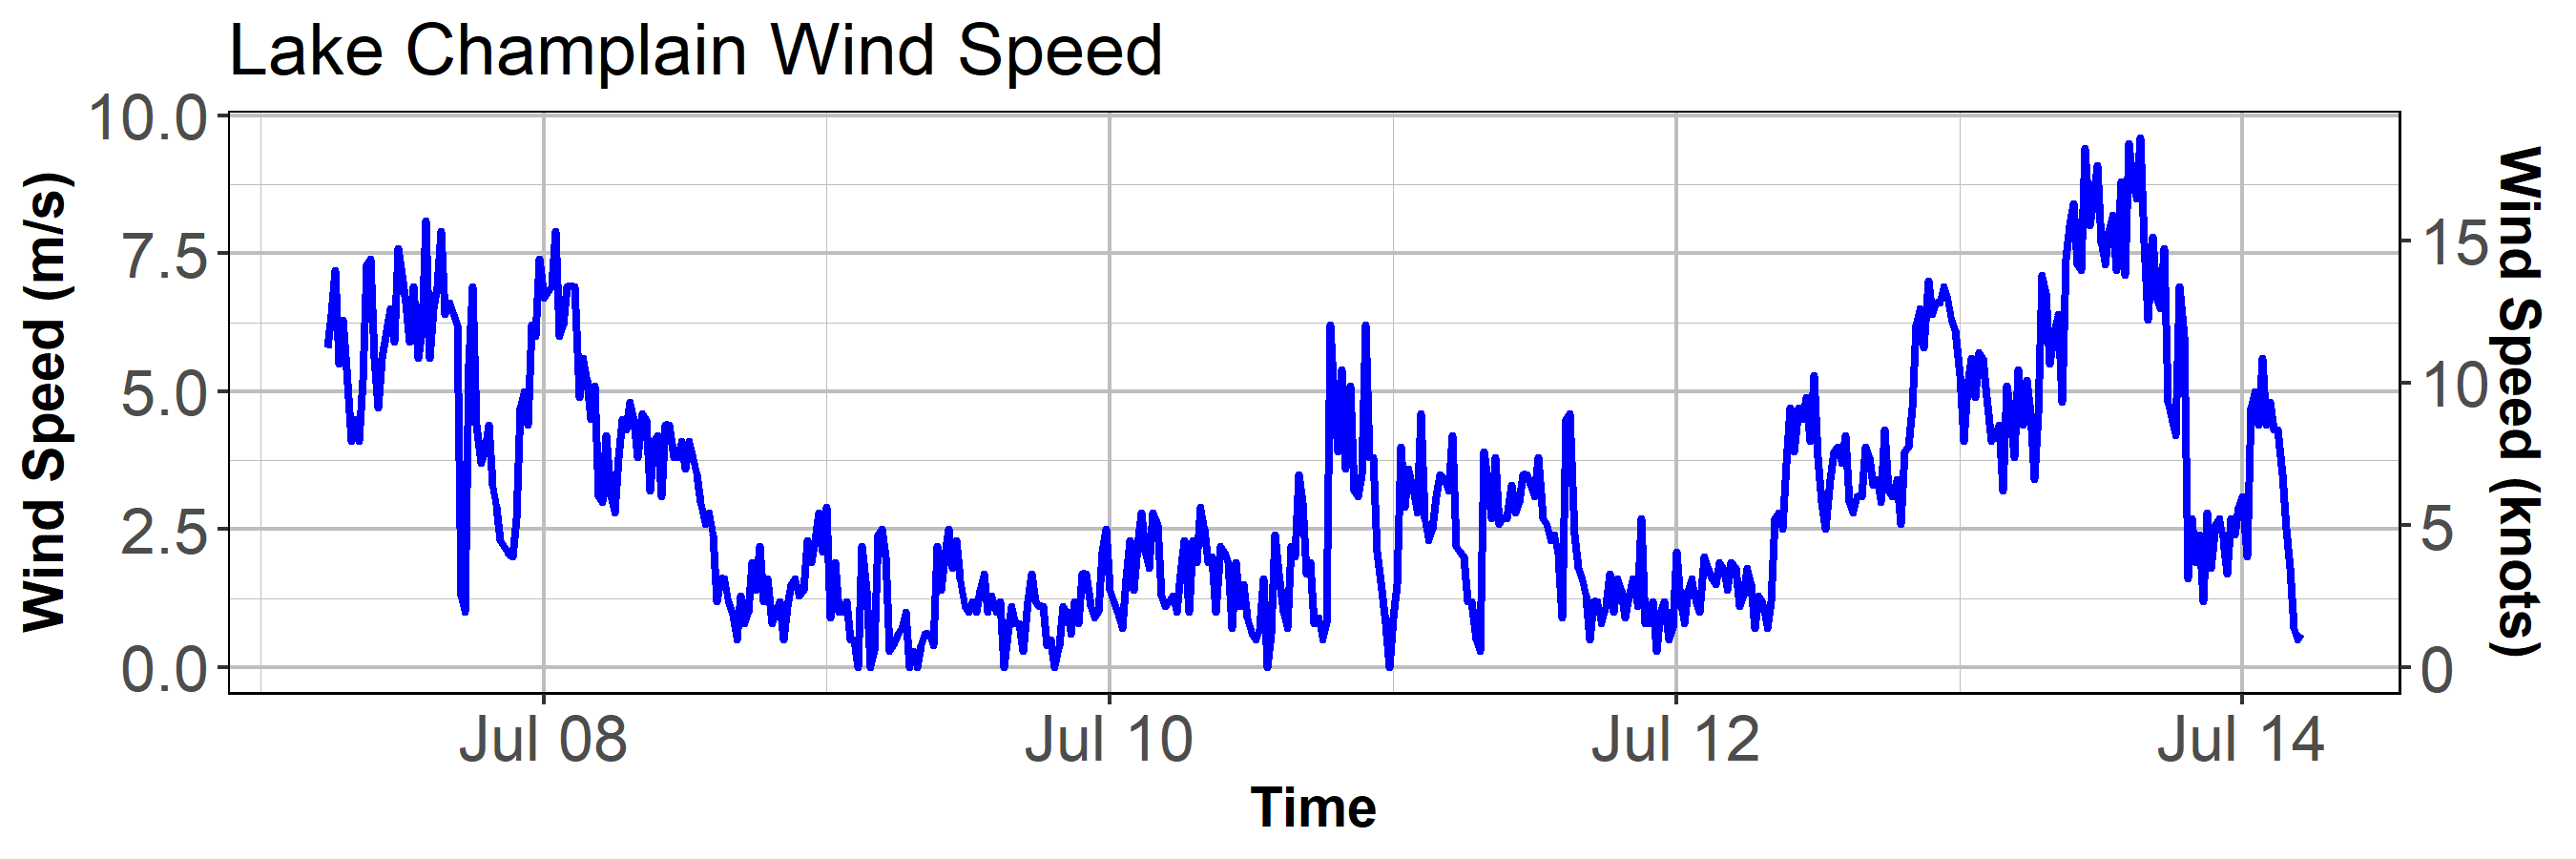 Lake Champlain Wind Speed
Wind Speed (m/s)
10.0
7.5
5.0
2.5
0.0
15
10
5
0
Wind Speed (knots)
Jul 08
Jul 10
Jul 12
Jul 14
Time